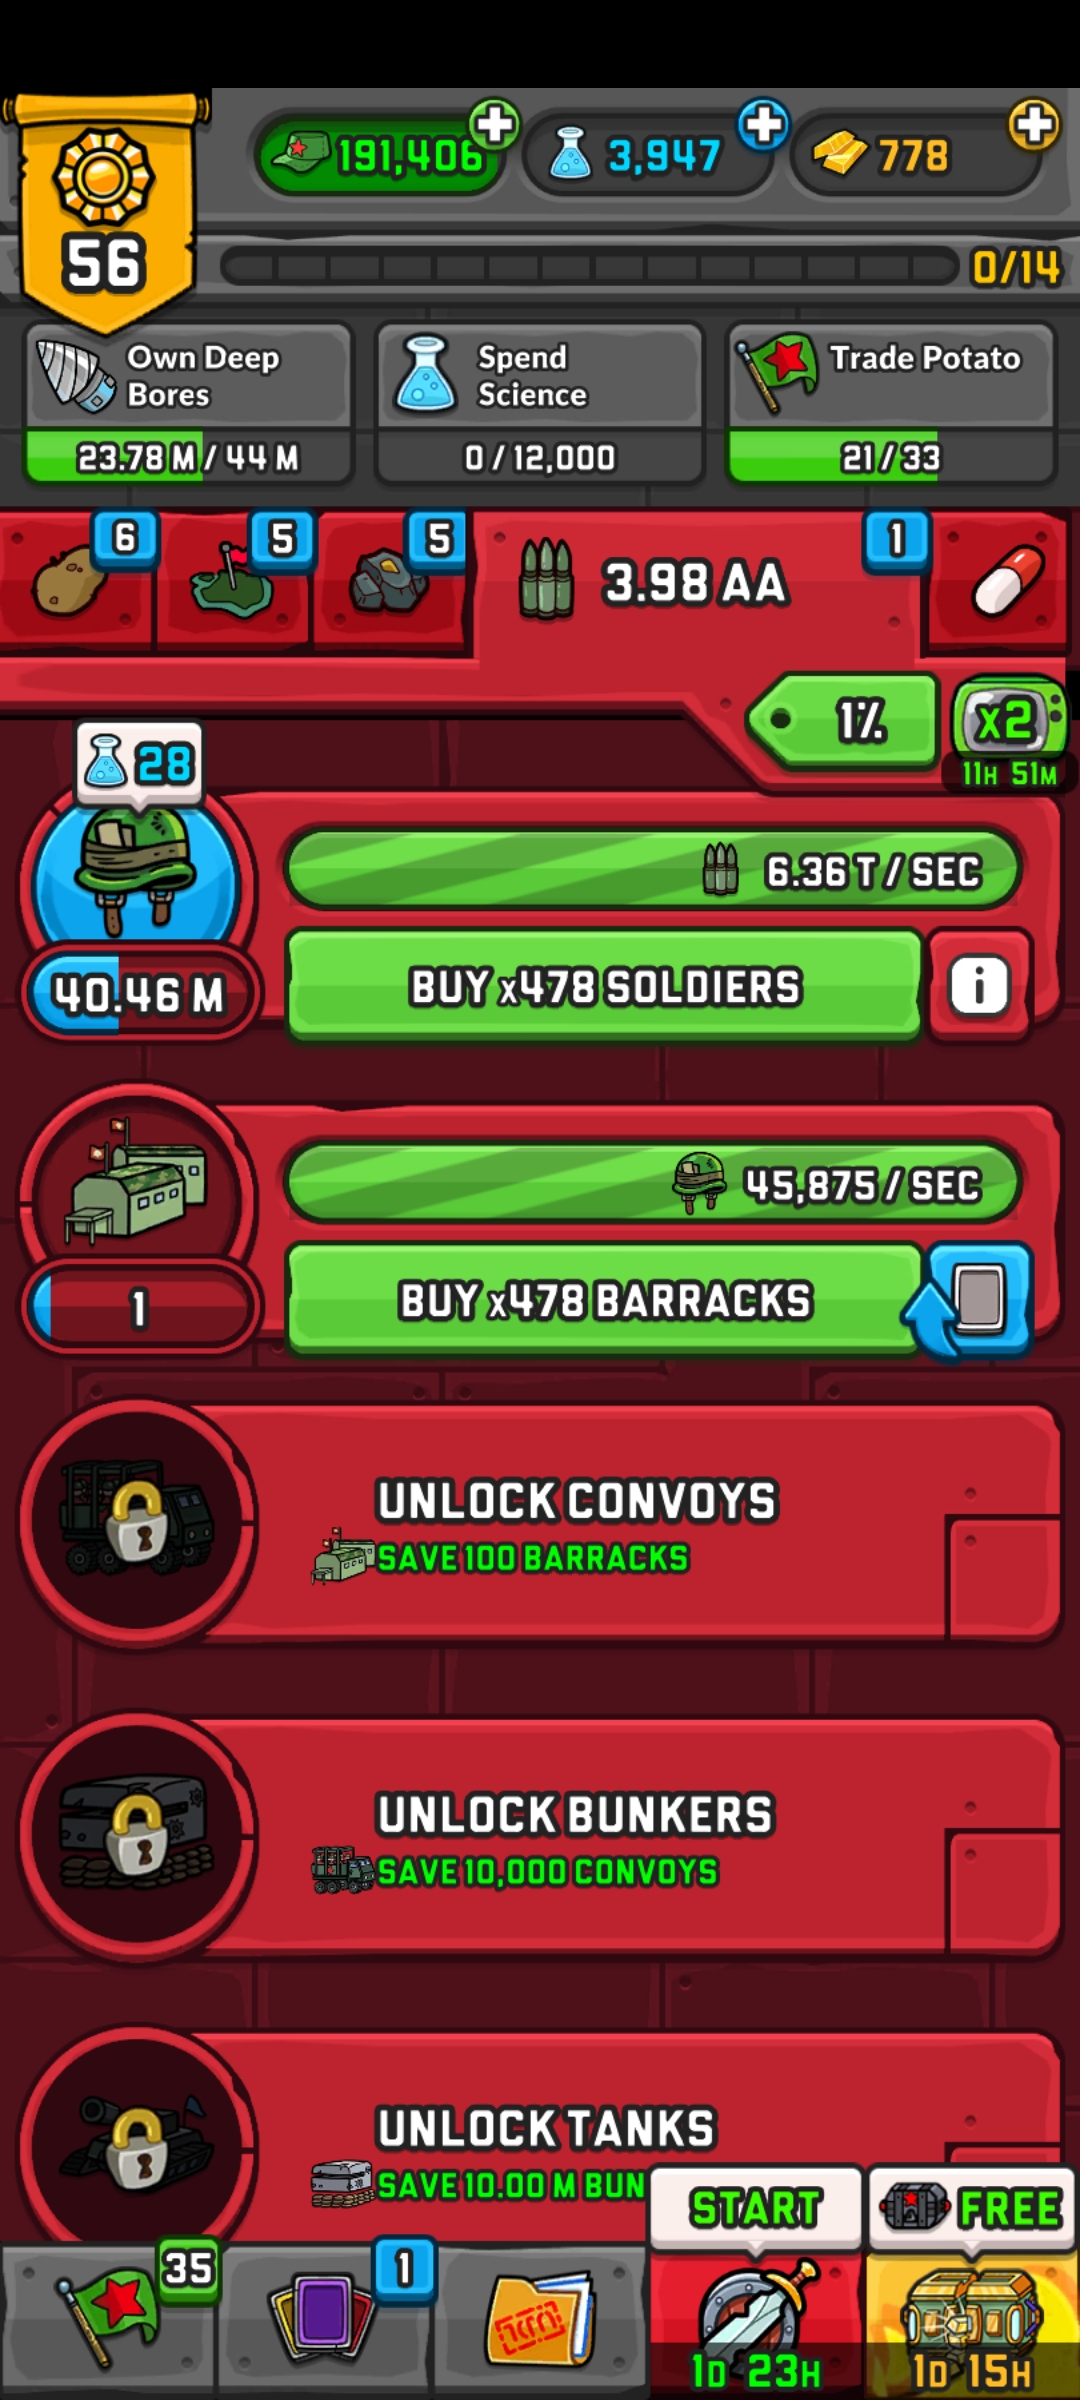 191,406
3,947
778
56
0/14
Own Deep
Bores
Spend
Science
Trade Potato
23.78 M / 44 M
0 / 12,000
21 / 33
6
5
5
3.98 AA
1
1%
x2
11H 51M
28
6.36 T / SEC
40.46 M
BUY x478 SOLDIERS
i
45,875 / SEC
1
BUY x478 BARRACKS
UNLOCK CONVOYS
SAVE 100 BARRACKS
UNLOCK BUNKERS
SAVE 10,000 CONVOYS
UNLOCK TANKS
SAVE 10.00 M BUN
START
FREE
35
1
1D 23H
1D 15H